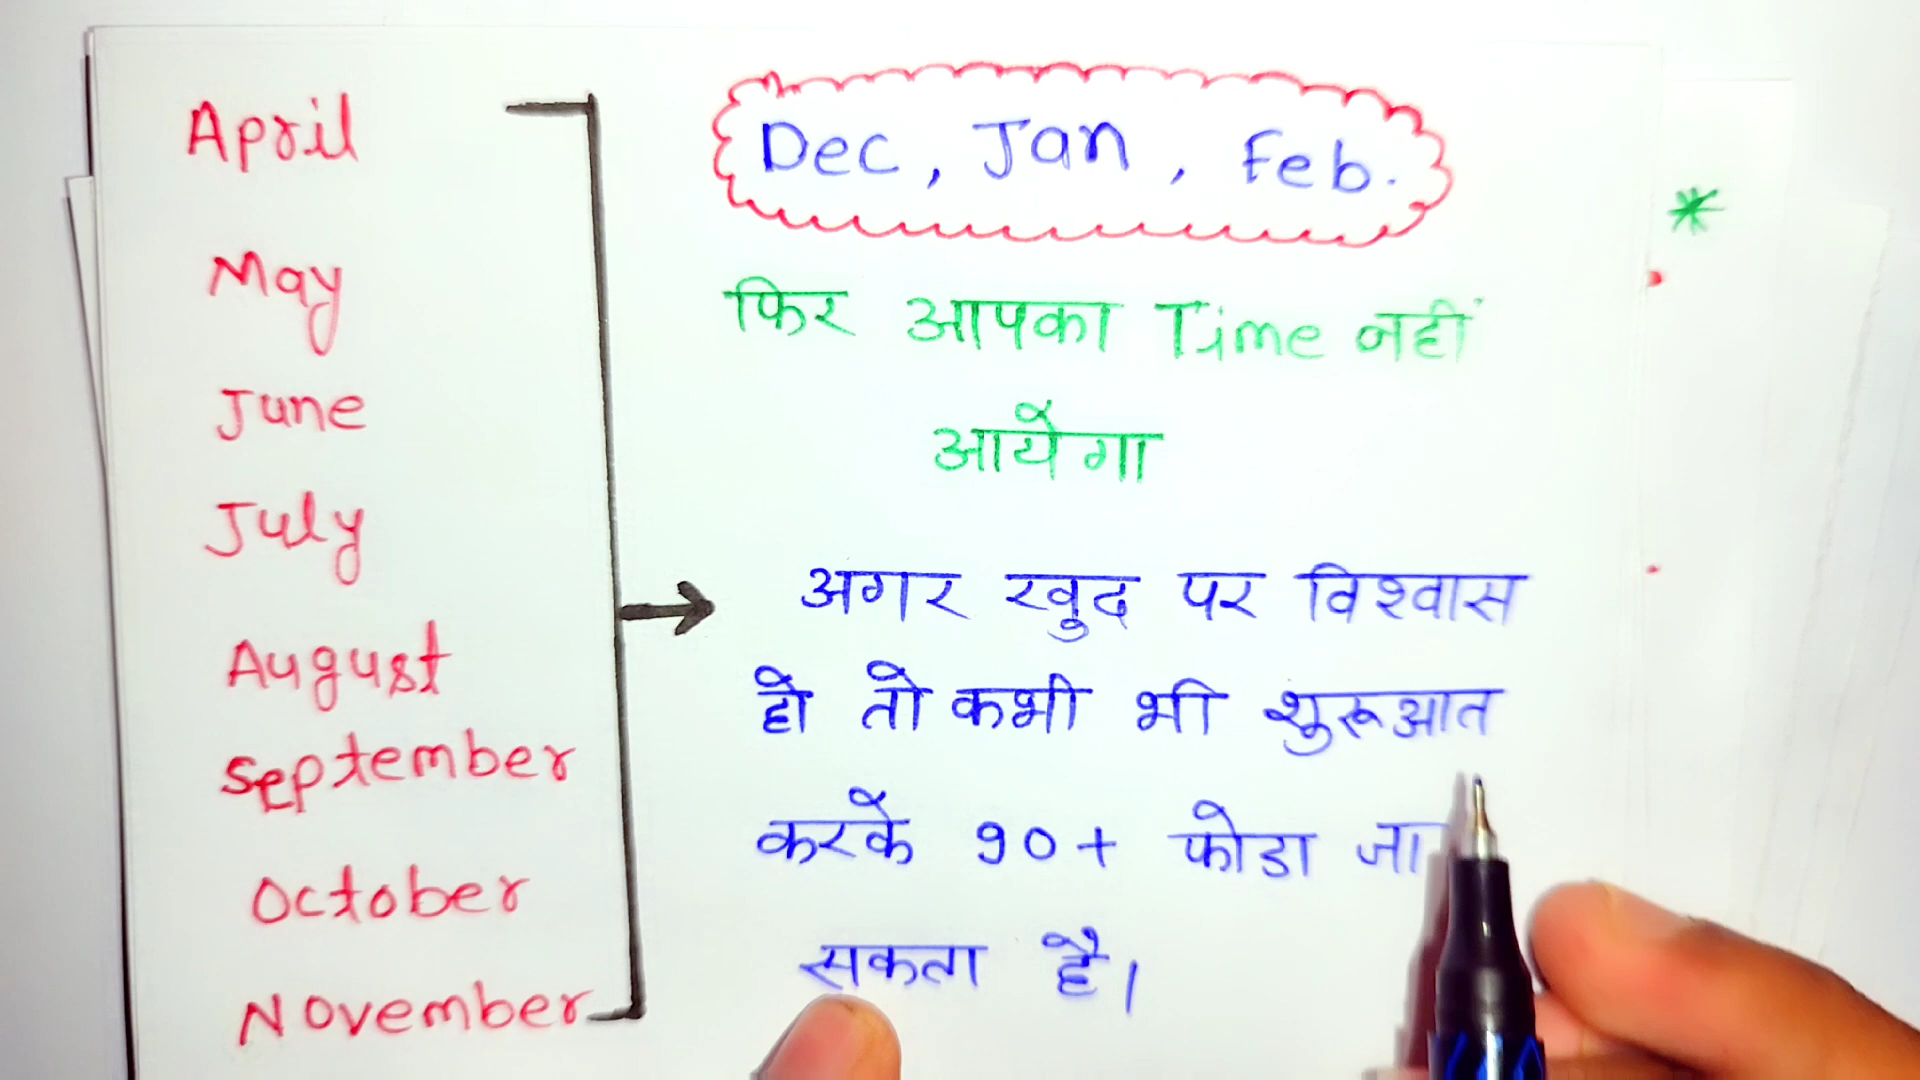 April
May
June
July
August
September
October
November
Dec, Jan, Feb.
फिर आपका Time नहीं
आयेगा
अगर खुद पर विश्वास
हो तो कभी भी शुरूआत
करके 90+ फोडा जा
सकता है।